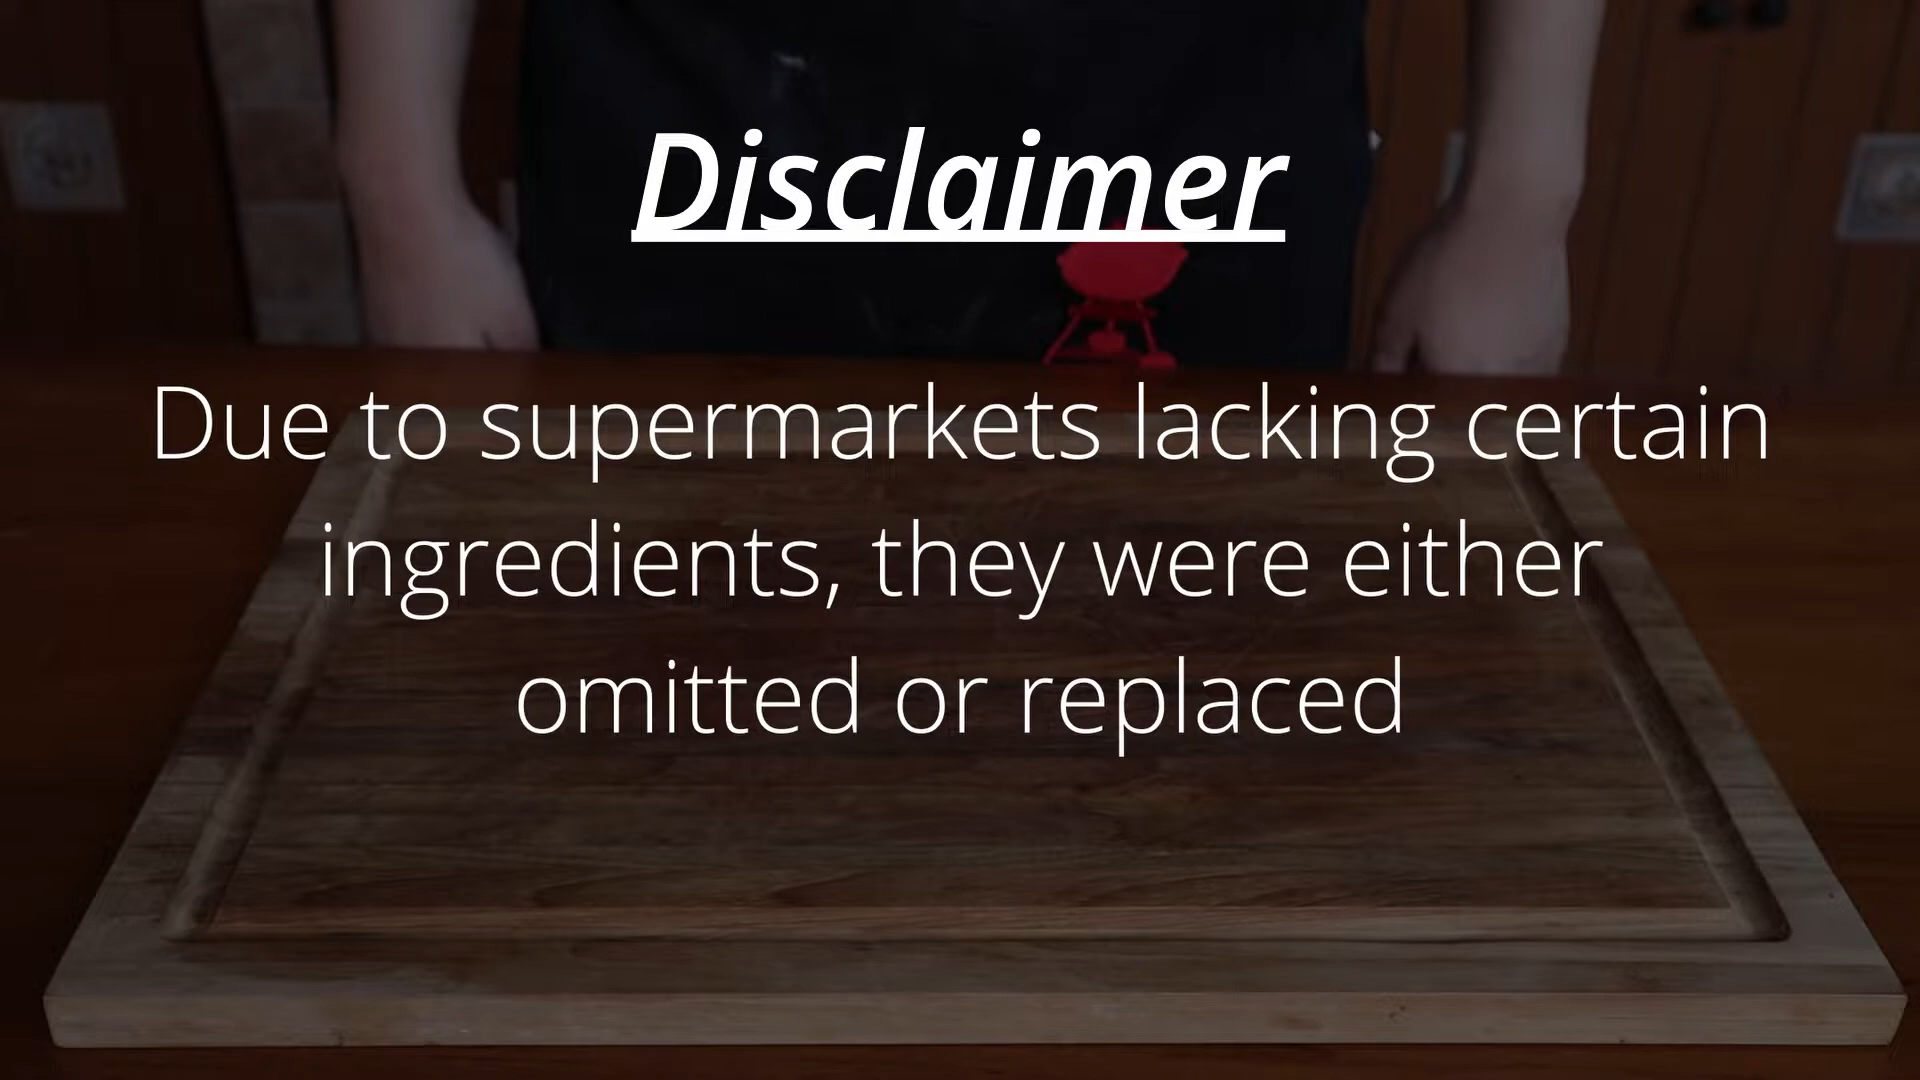 Disclaimer
Due to supermarkets lacking certain
ingredients, they were either
omitted or replaced